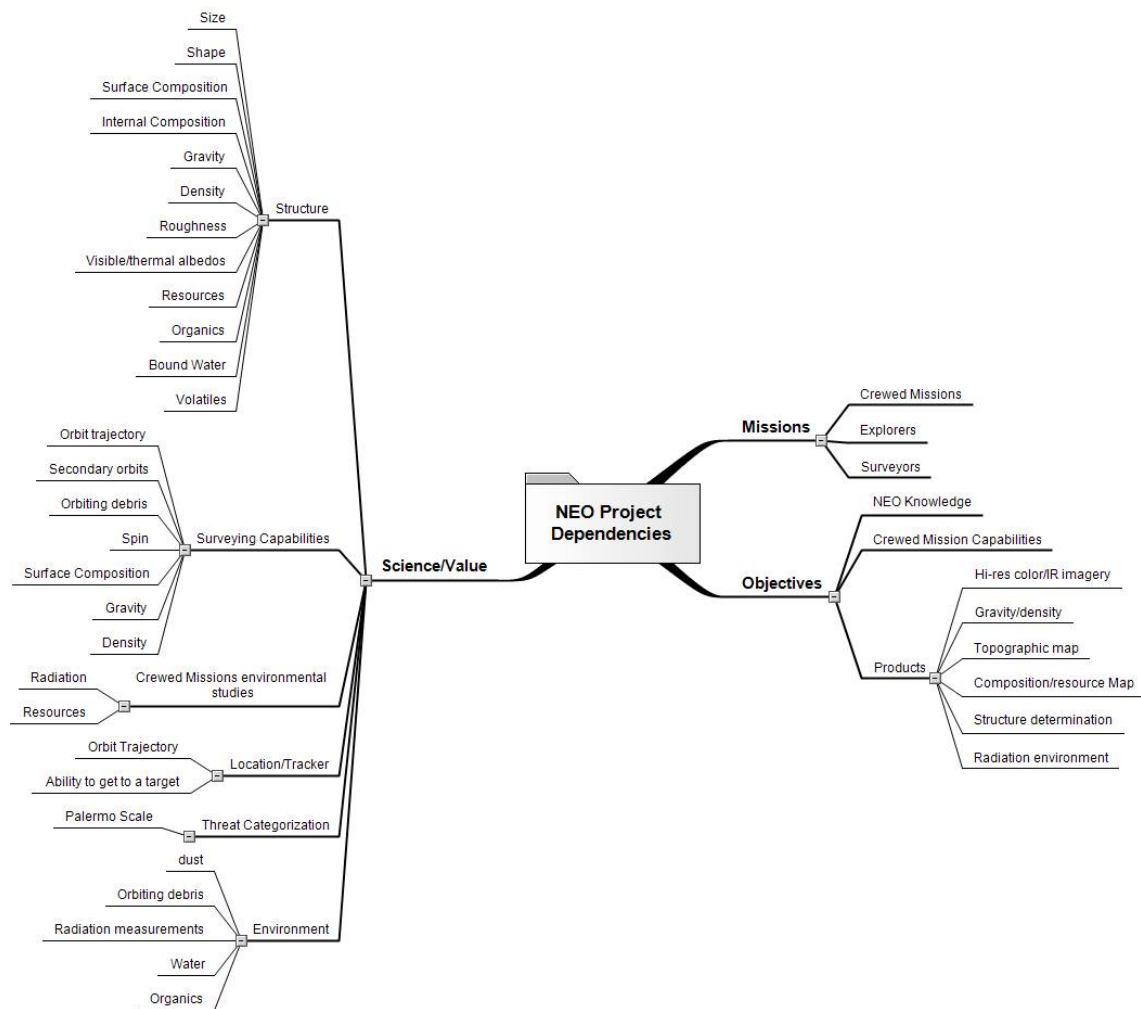 Size
Shape
Surface Composition
Internal Composition
Gravity
Density
Structure
Roughness
Visible/thermal albedos
Resources
Organics
Bound Water
Volatiles
Orbit trajectory
Secondary orbits
Orbiting debris
Spin
Surveying Capabilities
Surface Composition
Gravity
Density
Radiation
Resources
Crewed Missions environmental
studies
Orbit Trajectory
Ability to get to a target
Location/Tracker
Palermo Scale
Threat Categorization
dust
Orbiting debris
Radiation measurements
Environment
Water
Organics
Science/Value
NEO Project
Dependencies
Missions
Crewed Missions
Explorers
Surveyors
Objectives
NEO Knowledge
Crewed Mission Capabilities
Products
Hi-res color/IR imagery
Gravity/density
Topographic map
Composition/resource Map
Structure determination
Radiation environment